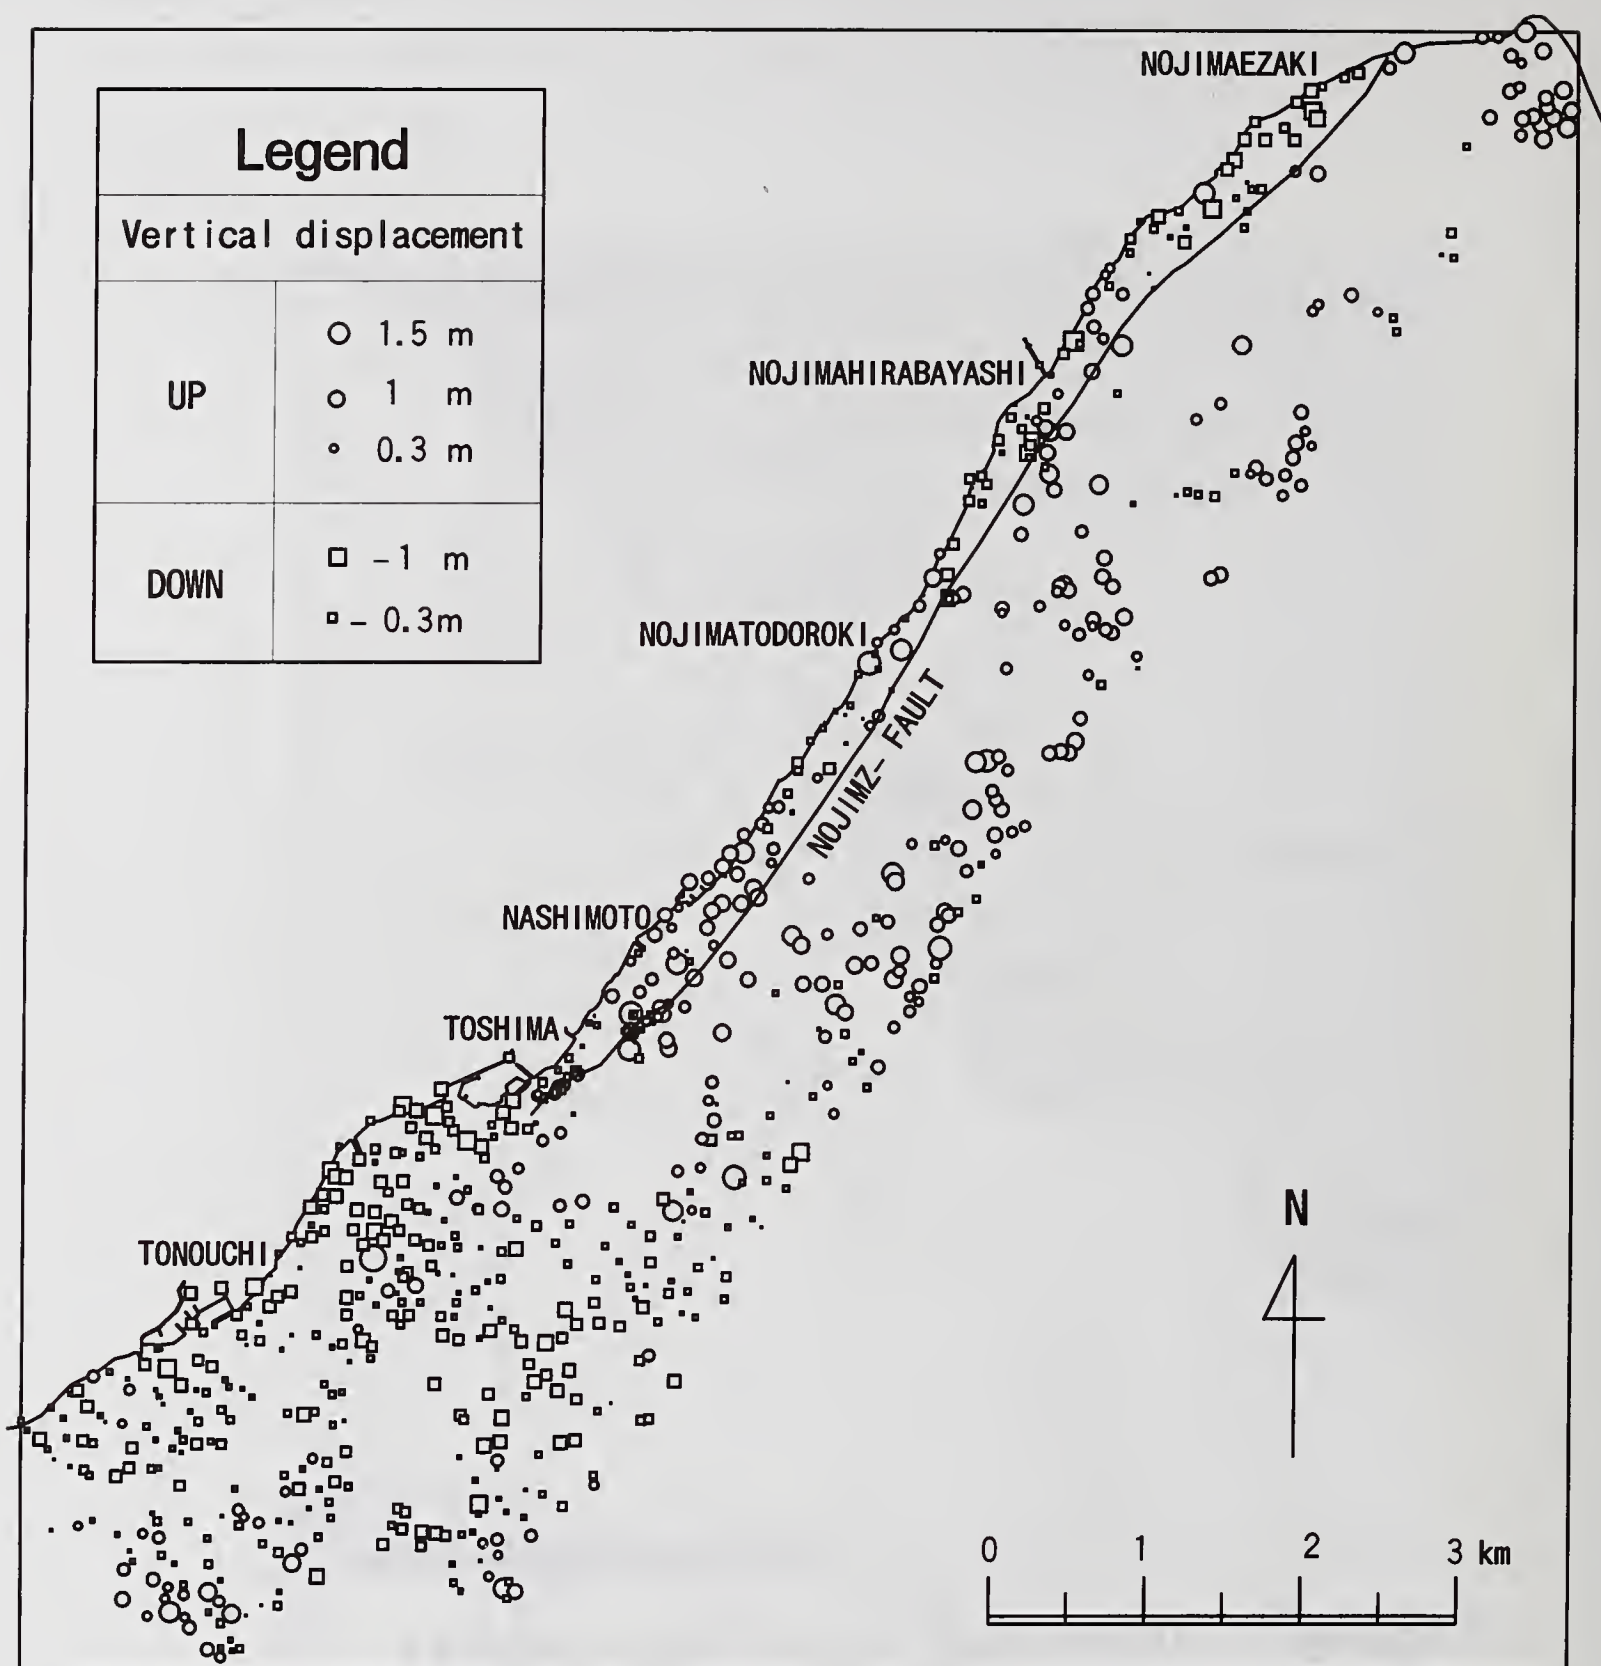 Legend
Vertical displacement
UP
1.5 m
1 m
0.3 m
DOWN
-1 m
- 0.3m
NOJIMAEZAKI
NOJIMAHIRABAYASHI
NOJIMATODOROKI
NOJIMZ- FAULT
NASHIMOTO
TOSHIMA
TONOUCHI
N
0 1 2 3 km